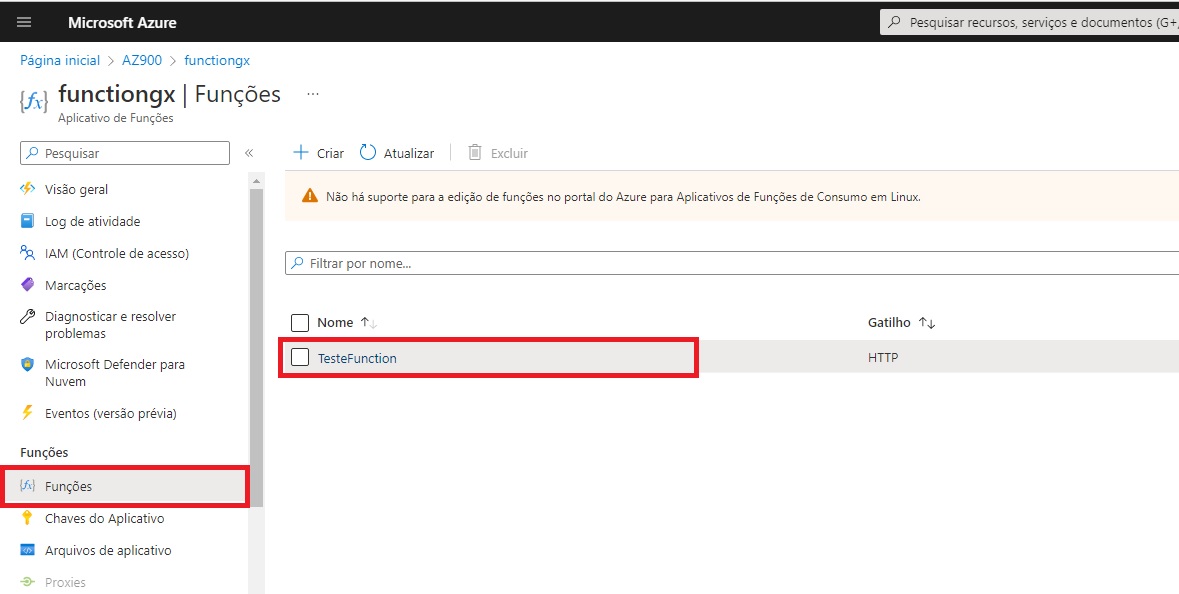 Microsoft Azure
Pesquisar recursos, serviços e documentos (G+/
Página inicial > AZ900 > functiongx
{fx} functiongx | Funções ...
Aplicativo de Funções
Pesquisar «
+ Criar Atualizar Excluir
Visão geral
Não há suporte para a edição de funções no portal do Azure para Aplicativos de Funções de Consumo em Linux.
Log de atividade
IAM (Controle de acesso)
Filtrar por nome...
Marcações
Diagnosticar e resolver
problemas
Nome ↑↓ Gatilho ↑↓
TesteFunction HTTP
Microsoft Defender para
Nuvem
Eventos (versão prévia)
Funções
{fx} Funções
Chaves do Aplicativo
Arquivos de aplicativo
Proxies